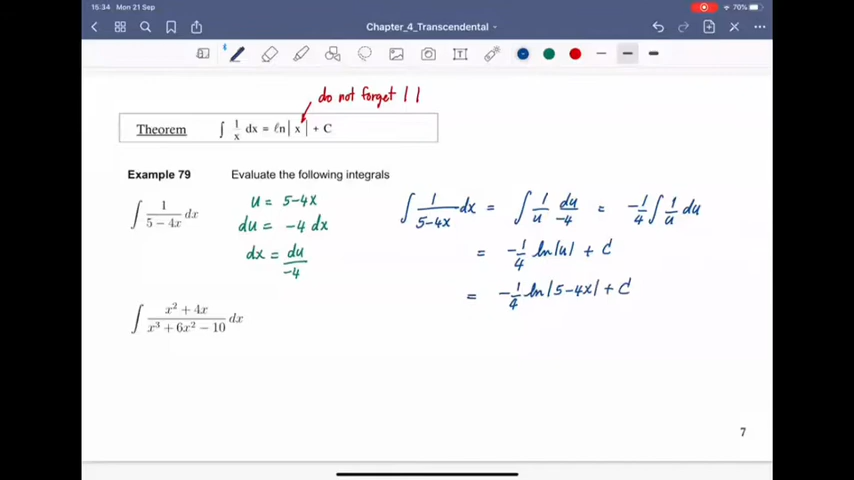 15:34 Mon 21 Sep
70%
Chapter_4_Transcendental
do not forget | |
Theorem ∫ 1/x dx = ℓn|x| + C
Example 79 Evaluate the following integrals
∫ 1/(5 − 4x) dx
u = 5-4x
du = -4 dx
dx = du/-4
∫ 1/(5-4x) dx = ∫ 1/u du/-4 = -1/4 ∫ 1/u du
= -1/4 ln|u| + C
= -1/4 ln|5-4x| + C
∫ (x² + 4x)/(x³ + 6x² − 10) dx
7